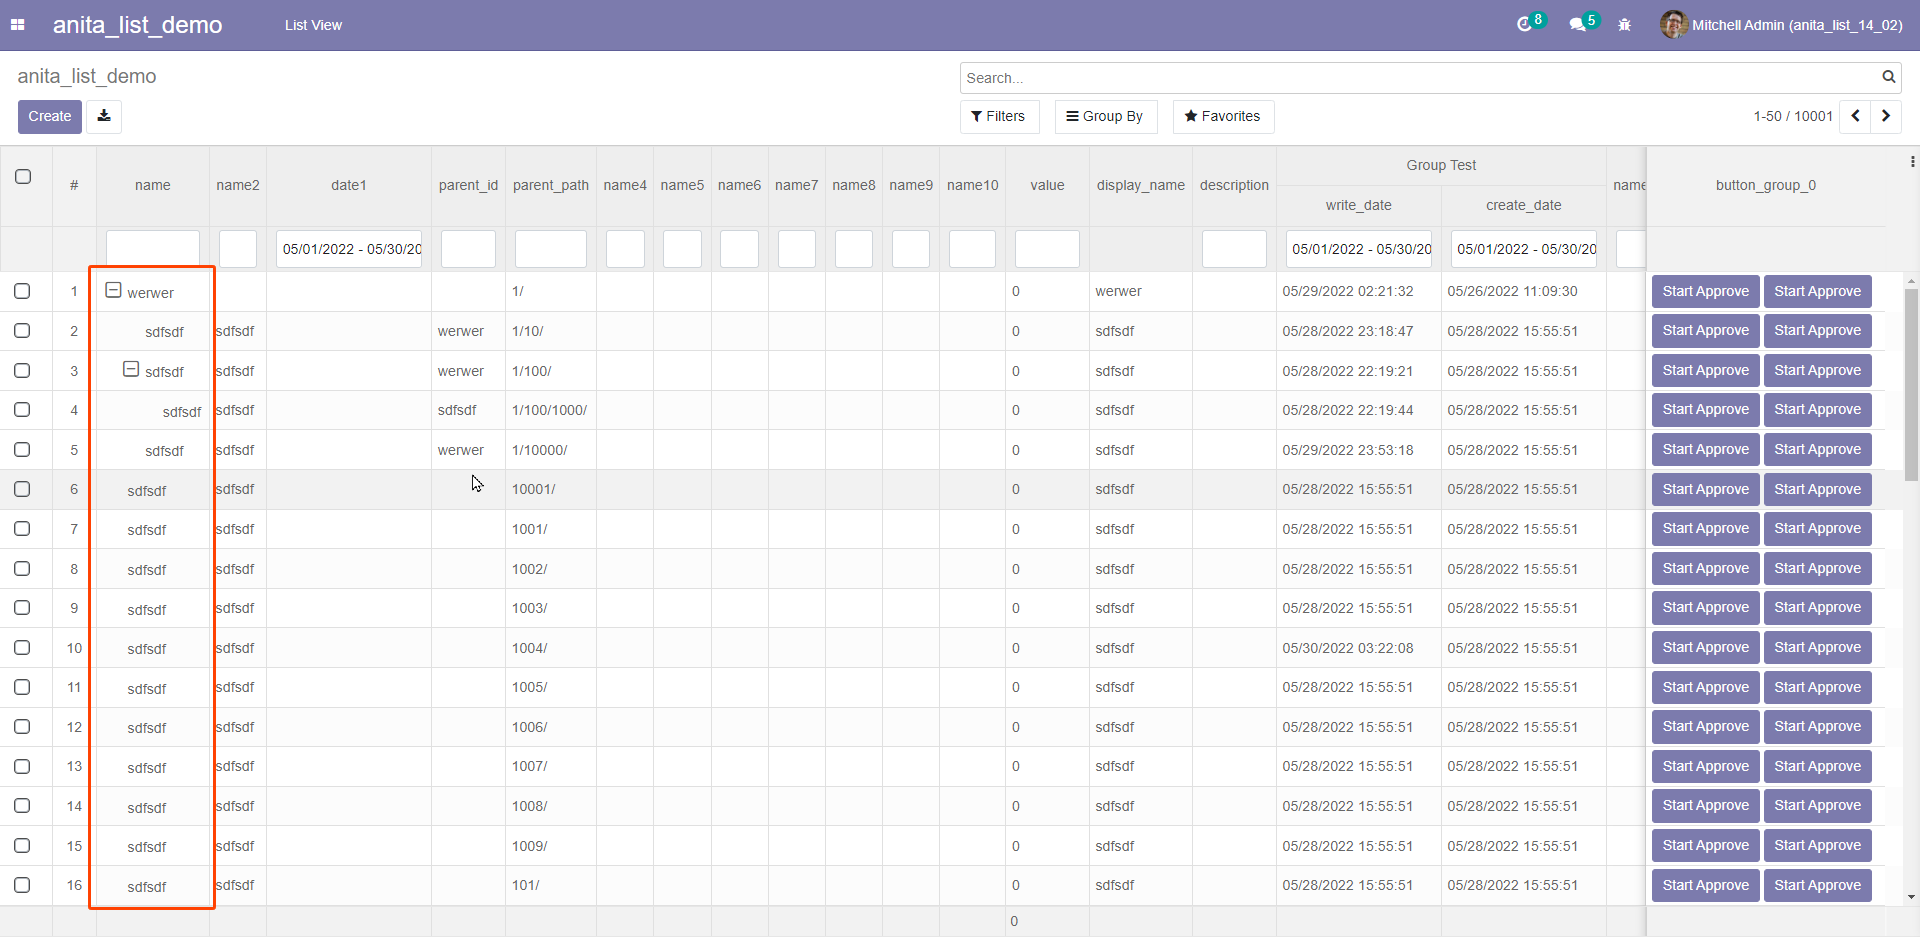 anita_list_demo List View 8 5 Mitchell Admin (anita_list_14_02)
anita_list_demo Search...
Create Filters Group By Favorites 1-50 / 10001
# name name2 date1 parent_id parent_path name4 name5 name6 name7 name8 name9 name10 value display_name description Group Test name button_group_0
write_date create_date
05/01/2022 - 05/30/20 05/01/2022 - 05/30/20 05/01/2022 - 05/30/20
1 werwer 1/ 0 werwer 05/29/2022 02:21:32 05/26/2022 11:09:30 Start Approve Start Approve
2 sdfsdf sdfsdf werwer 1/10/ 0 sdfsdf 05/28/2022 23:18:47 05/28/2022 15:55:51 Start Approve Start Approve
3 sdfsdf sdfsdf werwer 1/100/ 0 sdfsdf 05/28/2022 22:19:21 05/28/2022 15:55:51 Start Approve Start Approve
4 sdfsdf sdfsdf sdfsdf 1/100/1000/ 0 sdfsdf 05/28/2022 22:19:44 05/28/2022 15:55:51 Start Approve Start Approve
5 sdfsdf sdfsdf werwer 1/10000/ 0 sdfsdf 05/29/2022 23:53:18 05/28/2022 15:55:51 Start Approve Start Approve
6 sdfsdf sdfsdf 10001/ 0 sdfsdf 05/28/2022 15:55:51 05/28/2022 15:55:51 Start Approve Start Approve
7 sdfsdf sdfsdf 1001/ 0 sdfsdf 05/28/2022 15:55:51 05/28/2022 15:55:51 Start Approve Start Approve
8 sdfsdf sdfsdf 1002/ 0 sdfsdf 05/28/2022 15:55:51 05/28/2022 15:55:51 Start Approve Start Approve
9 sdfsdf sdfsdf 1003/ 0 sdfsdf 05/28/2022 15:55:51 05/28/2022 15:55:51 Start Approve Start Approve
10 sdfsdf sdfsdf 1004/ 0 sdfsdf 05/30/2022 03:22:08 05/28/2022 15:55:51 Start Approve Start Approve
11 sdfsdf sdfsdf 1005/ 0 sdfsdf 05/28/2022 15:55:51 05/28/2022 15:55:51 Start Approve Start Approve
12 sdfsdf sdfsdf 1006/ 0 sdfsdf 05/28/2022 15:55:51 05/28/2022 15:55:51 Start Approve Start Approve
13 sdfsdf sdfsdf 1007/ 0 sdfsdf 05/28/2022 15:55:51 05/28/2022 15:55:51 Start Approve Start Approve
14 sdfsdf sdfsdf 1008/ 0 sdfsdf 05/28/2022 15:55:51 05/28/2022 15:55:51 Start Approve Start Approve
15 sdfsdf sdfsdf 1009/ 0 sdfsdf 05/28/2022 15:55:51 05/28/2022 15:55:51 Start Approve Start Approve
16 sdfsdf sdfsdf 101/ 0 sdfsdf 05/28/2022 15:55:51 05/28/2022 15:55:51 Start Approve Start Approve
0